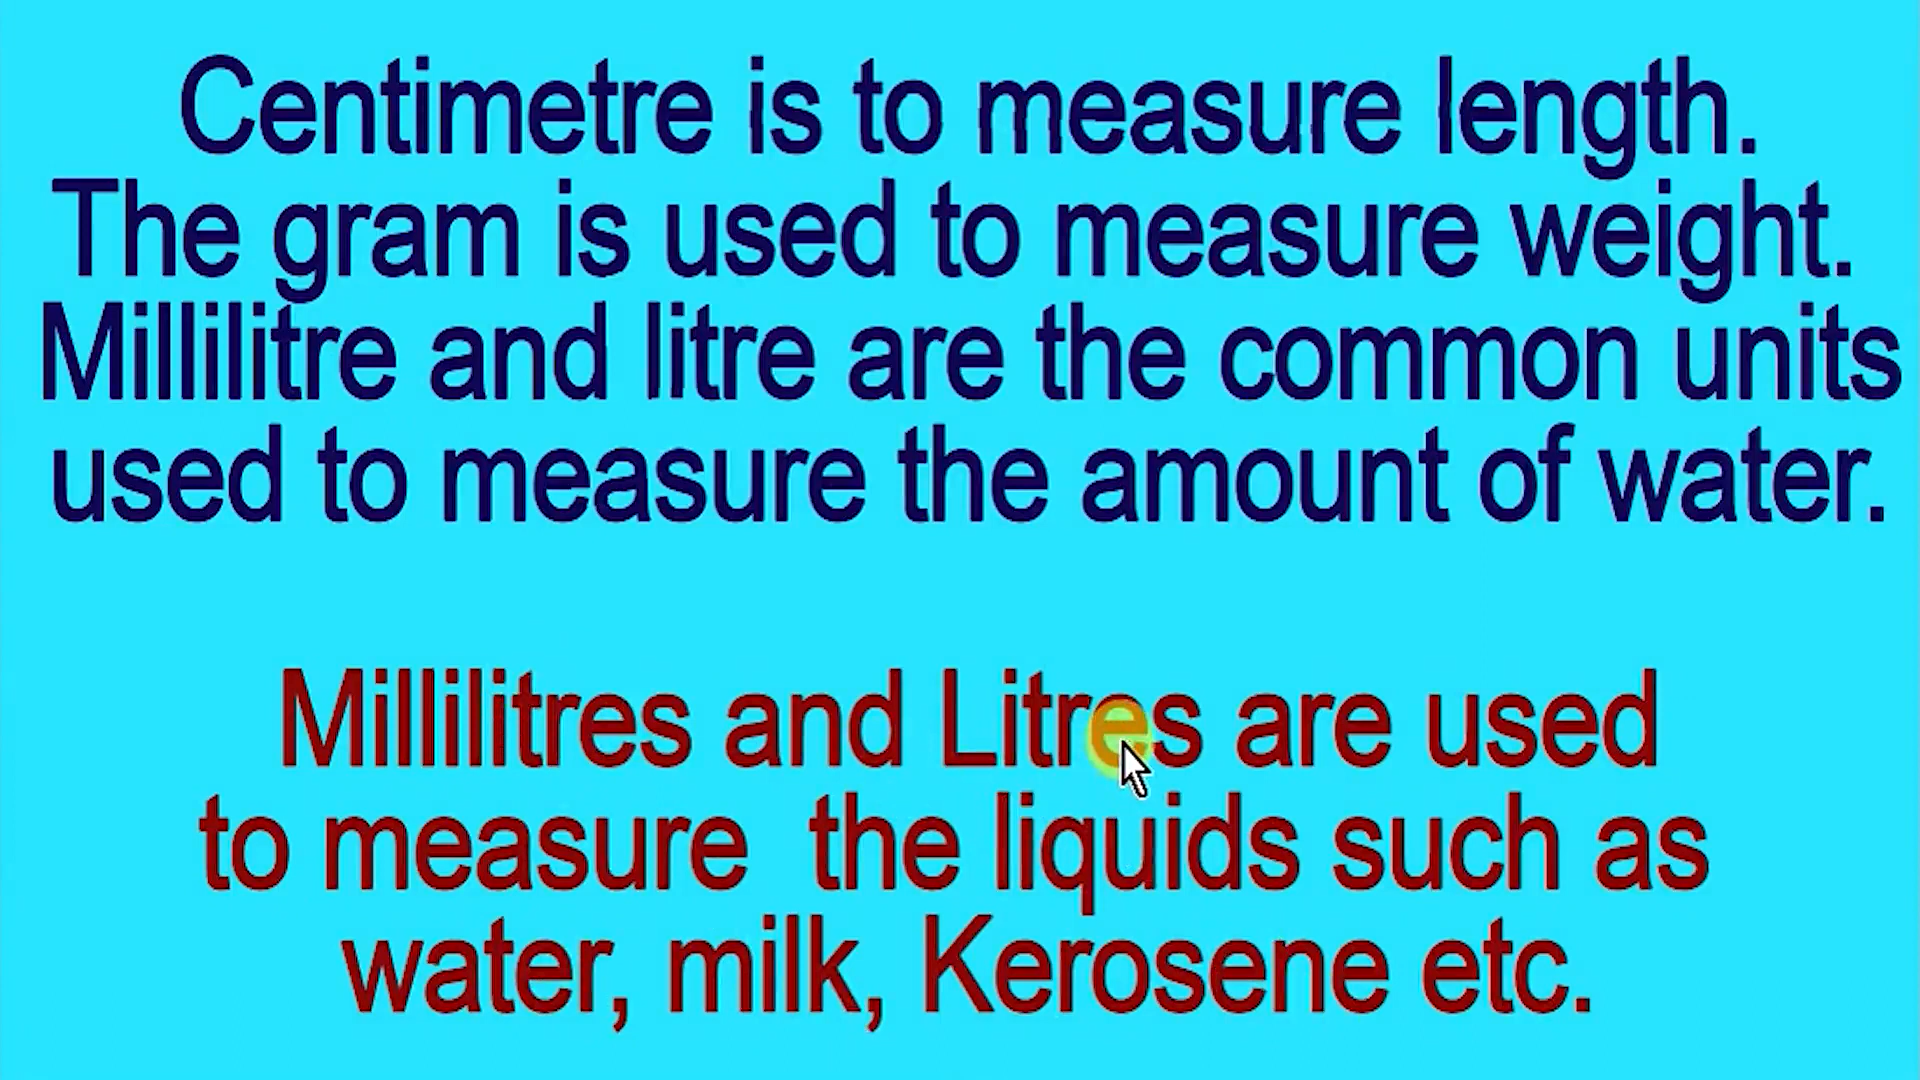 Centimetre is to measure length.
The gram is used to measure weight.
Millilitre and litre are the common units
used to measure the amount of water.
Millilitres and Litres are used
to measure  the liquids such as
water, milk, Kerosene etc.